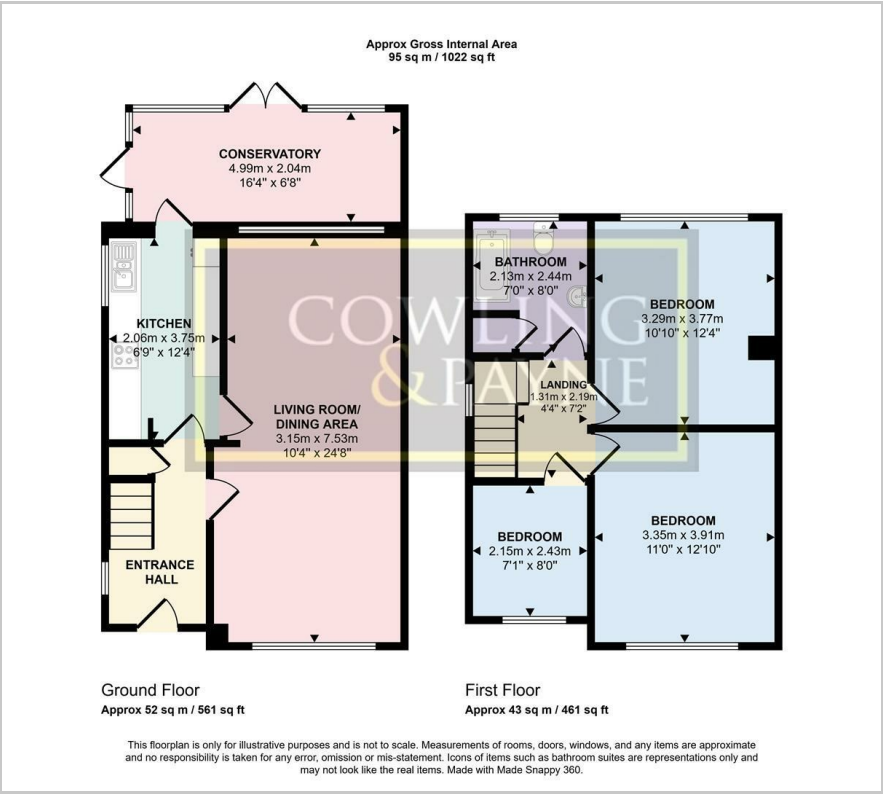 Approx Gross Internal Area
95 sq m / 1022 sq ft
CONSERVATORY
4.99m x 2.04m
16'4" x 6'8"
KITCHEN
2.06m x 3.75m
6'9" x 12'4"
LIVING ROOM/
DINING AREA
3.15m x 7.53m
10'4" x 24'8"
ENTRANCE
HALL
BATHROOM
2.13m x 2.44m
7'0" x 8'0"
BEDROOM
3.29m x 3.77m
10'10" x 12'4"
LANDING
1.31m x 2.19m
4'4" x 7'2"
BEDROOM
2.15m x 2.43m
7'1" x 8'0"
BEDROOM
3.35m x 3.91m
11'0" x 12'10"
COWLING
& PAYNE
Ground Floor
Approx 52 sq m / 561 sq ft
First Floor
Approx 43 sq m / 461 sq ft
This floorplan is only for illustrative purposes and is not to scale. Measurements of rooms, doors, windows, and any items are approximate
and no responsibility is taken for any error, omission or mis-statement. Icons of items such as bathroom suites are representations only and
may not look like the real items. Made with Made Snappy 360.